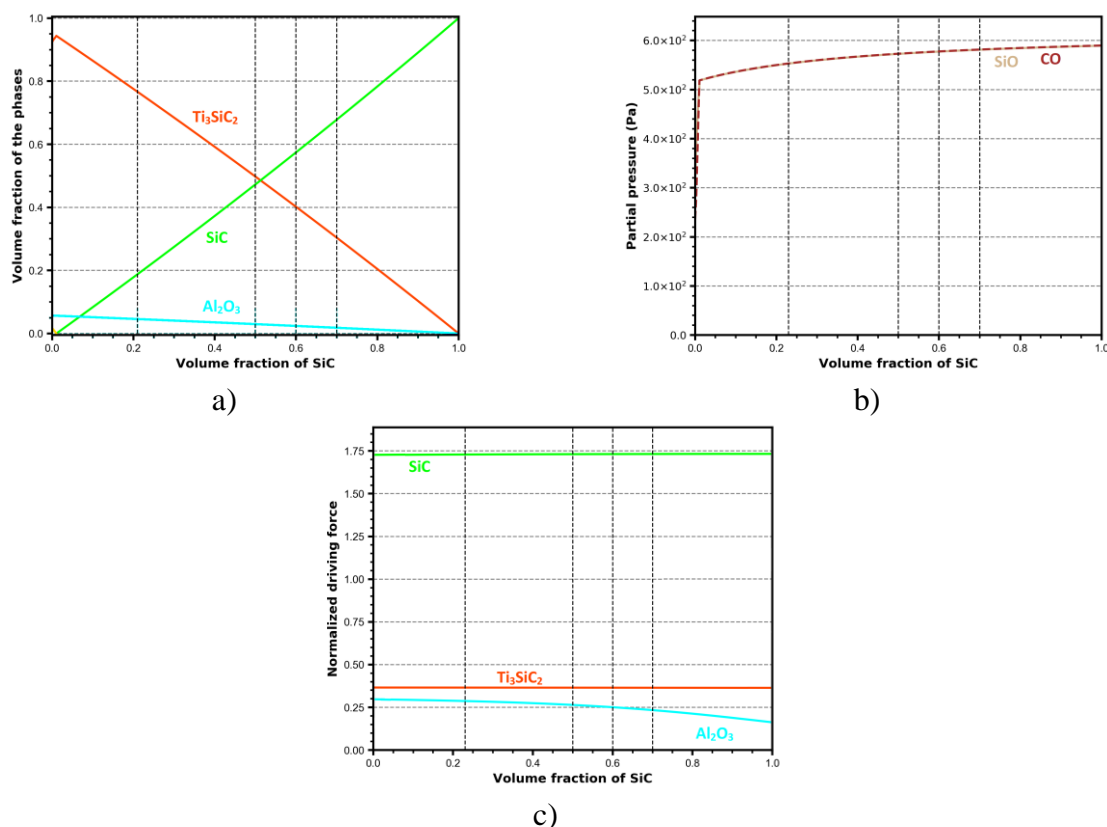 1.0
0.8
0.6
0.4
0.2
0.0
Volume fraction of the phases
Ti₃SiC₂
SiC
Al₂O₃
0.0 0.2 0.4 0.6 0.8 1.0
Volume fraction of SiC
a)
6.0×10²
5.0×10²
4.0×10²
3.0×10²
2.0×10²
1.0×10²
0.0
Partial pressure (Pa)
SiO CO
0.0 0.2 0.4 0.6 0.8 1.0
Volume fraction of SiC
b)
1.75
1.50
1.25
1.00
0.75
0.50
0.25
0.00
Normalized driving force
SiC
Ti₃SiC₂
Al₂O₃
0.0 0.2 0.4 0.6 0.8 1.0
Volume fraction of SiC
c)